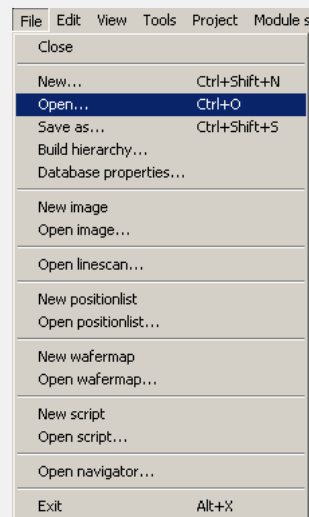 File Edit View Tools Project Module s
Close
New... Ctrl+Shift+N
Open... Ctrl+O
Save as... Ctrl+Shift+S
Build hierarchy...
Database properties...
New image
Open image...
Open linescan...
New positionlist
Open positionlist...
New wafermap
Open wafermap...
New script
Open script...
Open navigator...
Exit Alt+X